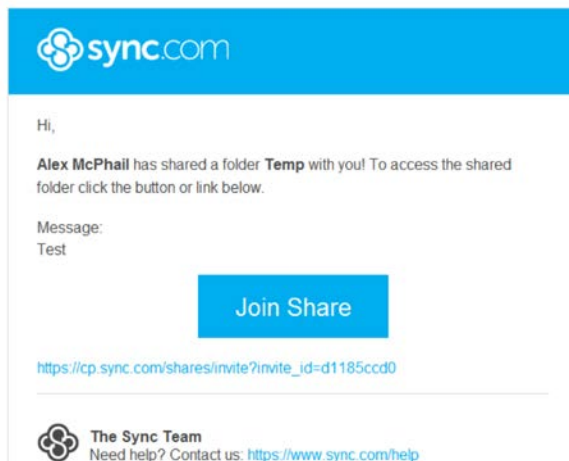 sync.com
Hi,
Alex McPhail has shared a folder Temp with you! To access the shared
folder click the button or link below.
Message:
Test
Join Share
https://cp.sync.com/shares/invite?invite_id=d1185ccd0
The Sync Team
Need help? Contact us: https://www.sync.com/help